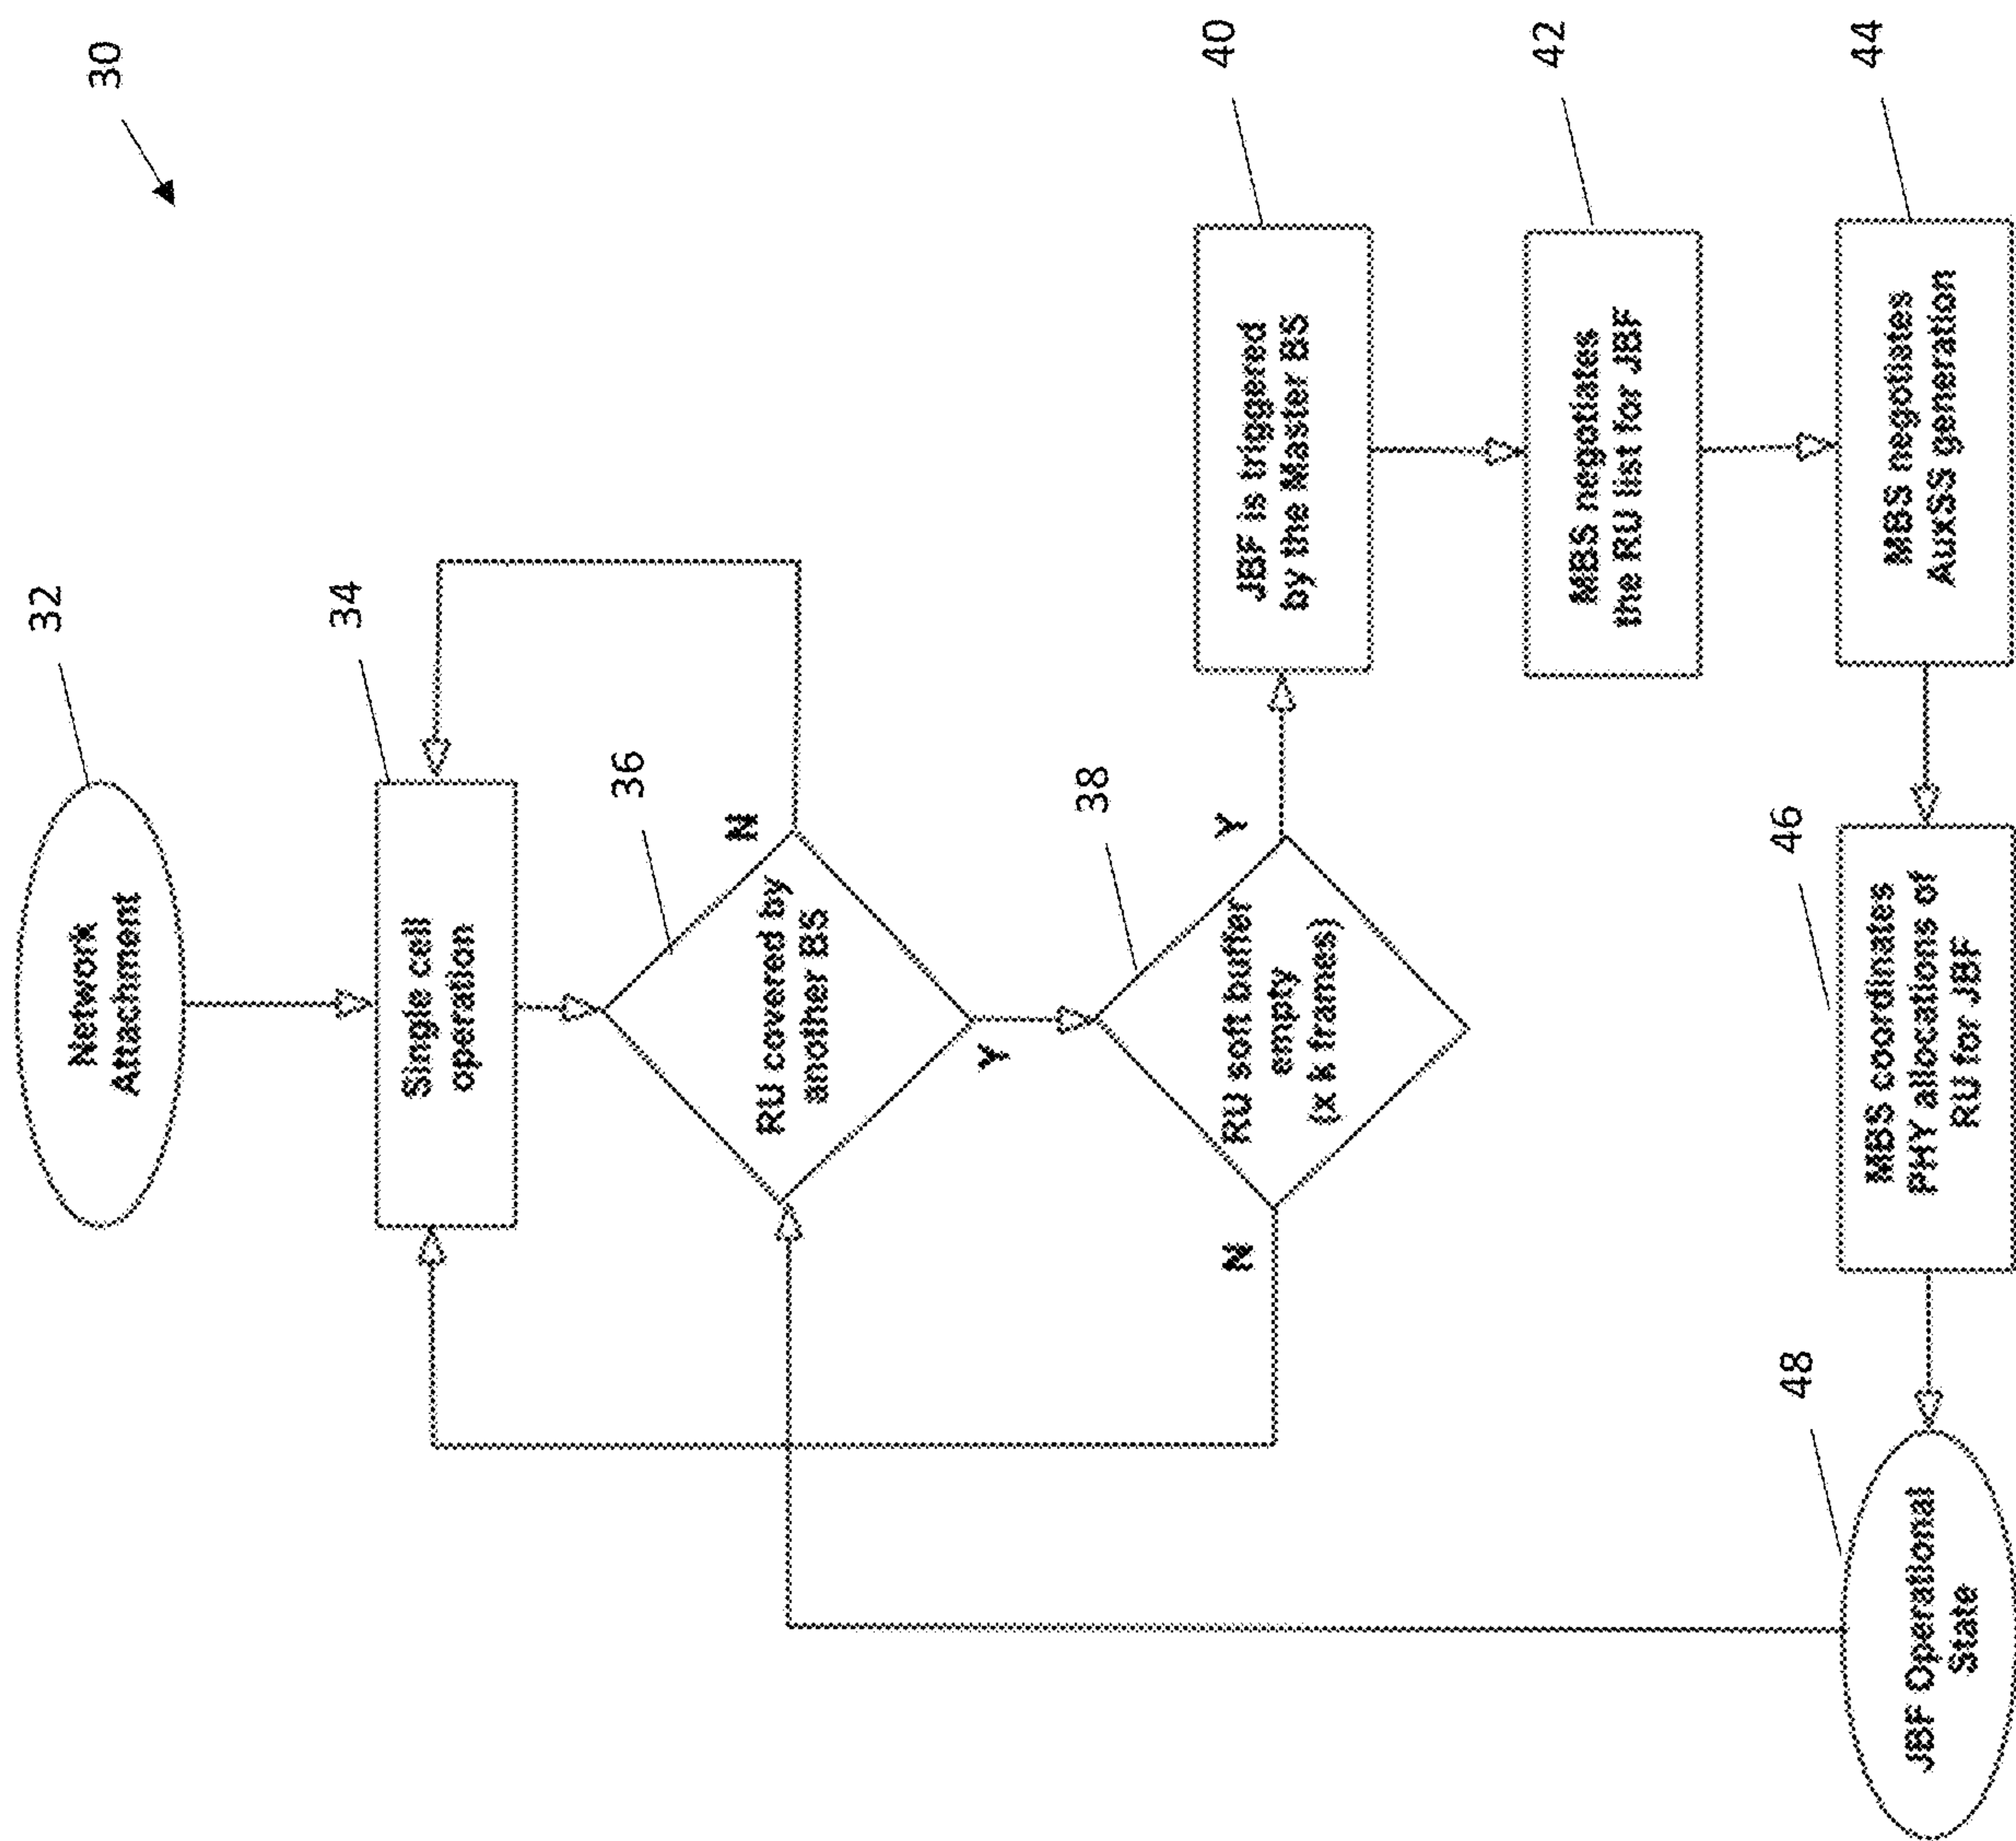 30
32
Network
Attachment
34
Single cell
operation
36
RU covered by
another BS
N
Y
38
RU soft buffer
empty
(x k frames)
Y
N
40
JBF is triggered
by the Master BS
42
MBS negotiates
the RU list for JBF
44
MBS negotiates
AuxSS generation
46
MBS coordinates
PHY allocations of
RU for JBF
48
JBF Operational
State